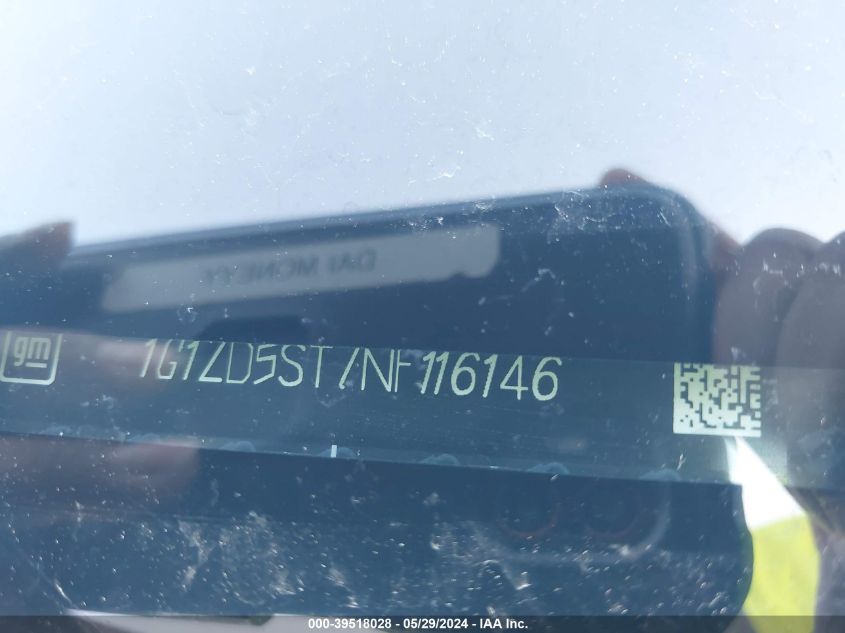 gm
1G1ZD5ST7NF116146
000-39518028 - 05/29/2024 - IAA Inc.